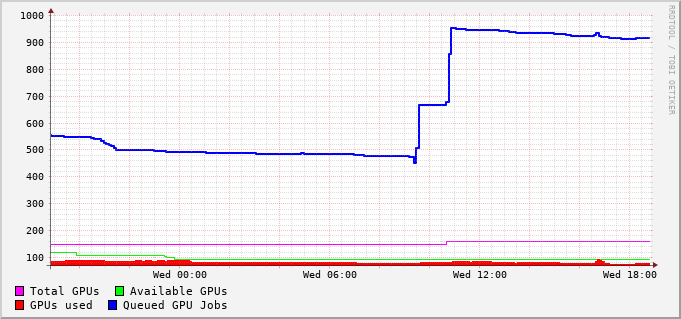 1000
900
800
700
600
500
400
300
200
100
Wed 00:00 Wed 06:00 Wed 12:00 Wed 18:00
Total GPUs Available GPUs
GPUs used Queued GPU Jobs
RRDTOOL / TOBI OETIKER